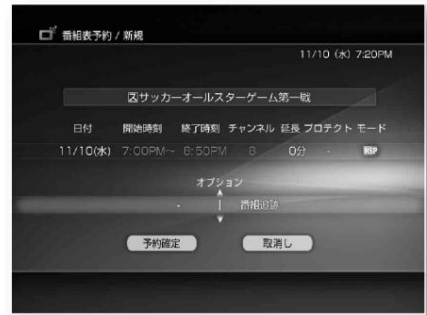 番組表予約 / 新規
11/10 (水) 7:20PM
サッカーオールスターゲーム第一戦
日付 開始時刻 終了時刻 チャンネル 延長 プロテクト モード
11/10(水) 7:00PM~ 8:50PM 8 0分 - HSP
オプション
- 番組追跡
予約確定 取消し